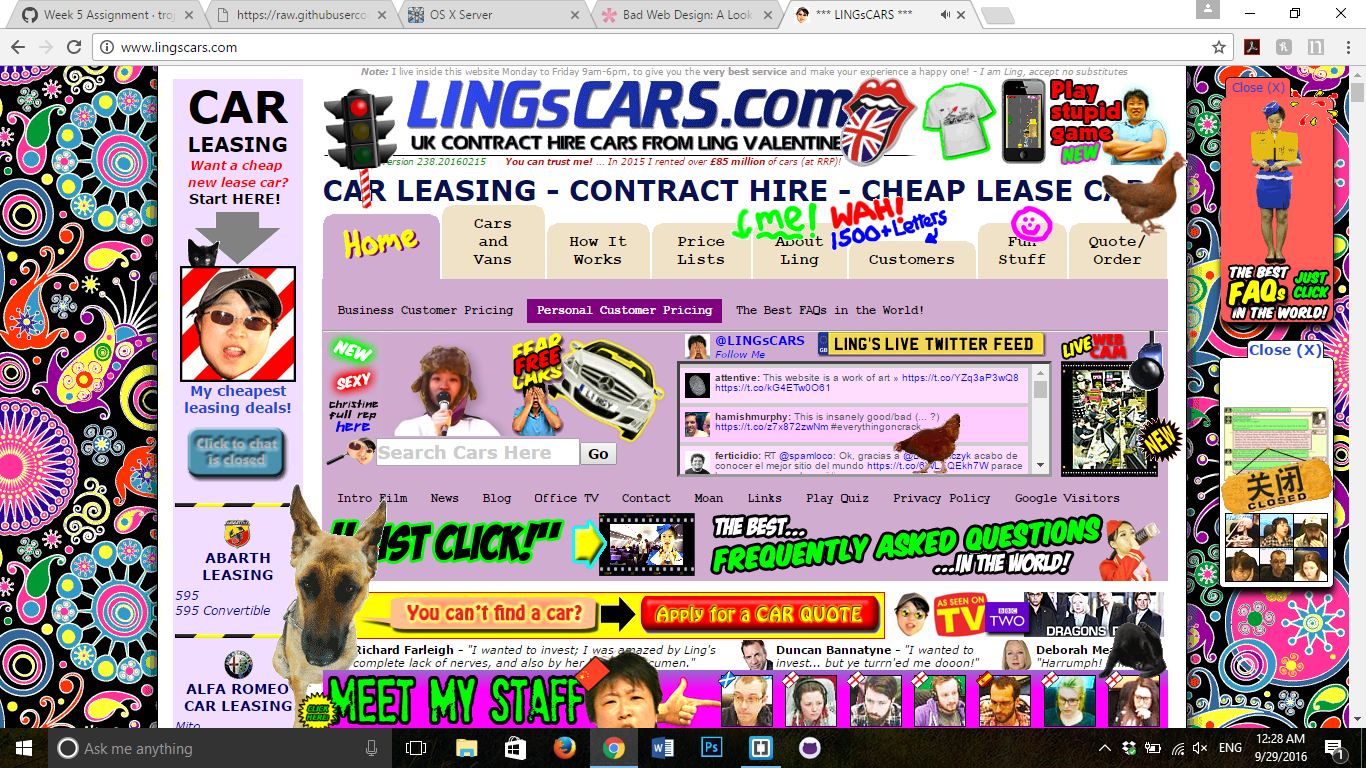 Week 5 Assignment · troj
https://raw.githubuserco
OS X Server
Bad Web Design: A Look
*** LINGsCARS ***
www.lingscars.com
Note: I live inside this website Monday to Friday 9am-6pm, to give you the very best service and make your experience a happy one! - I am Ling, accept no substitutes
CAR
LEASING
Want a cheap
new lease car?
Start HERE!
My cheapest
leasing deals!
Click to chat
is closed
ABARTH
LEASING
595
595 Convertible
ALFA ROMEO
CAR LEASING
Mito
LINGsCARS.com
UK CONTRACT HIRE CARS FROM LING VALENTINE
ersion 238.20160215 You can trust me! ... In 2015 I rented over £85 million of cars (at RRP)!
Play
stupid
game
NEW
CAR LEASING - CONTRACT HIRE - CHEAP LEASE CAR
me! WAH!
1500+Letters
Home
Cars
and
Vans
How It
Works
Price
Lists
About
Ling
Customers
Fun
Stuff
Quote/
Order
Business Customer Pricing
Personal Customer Pricing
The Best FAQs in the World!
NEW
SEXY
christine
full rep
here
FEAR
FREE
CARS
LING V
Search Cars Here
Go
@LINGsCARS
Follow Me
GB
LING'S LIVE TWITTER FEED
attentive: This website is a work of art » https://t.co/YZq3aP3wQ8
https://t.co/kG4ETw0O61
hamishmurphy: This is insanely good/bad (... ?)
https://t.co/z7x872zwNm #everythingoncrack
ferticidio: RT @spamloco: Ok, gracias a
czyk acabo de
conocer el mejor sitio del mundo
parace
LIVE WEB
CAM
NEW
Intro Film News Blog Office TV Contact Moan Links Play Quiz Privacy Policy Google Visitors
"JUST CLICK!"
THE BEST...
FREQUENTLY ASKED QUESTIONS
...IN THE WORLD!
You can't find a car?
Apply for a CAR QUOTE
AS SEEN ON
TV
BBC
TWO
DRAGONS D
Richard Farleigh - "I wanted to invest; I was amazed by Ling's
complete lack of nerves, and also by her
cumen."
Duncan Bannatyne - "I wanted to
invest... but ye turrn'ed me dooon!"
Deborah Mea
"Harrumph! I
CLICK
HERE!
MEET MY STAFF
Close (X)
THE BEST
FAQs
JUST
CLICK
IN THE WORLD!
Close (X)
关闭
CLOSED
Ask me anything
ENG
12:28 AM
9/29/2016
1